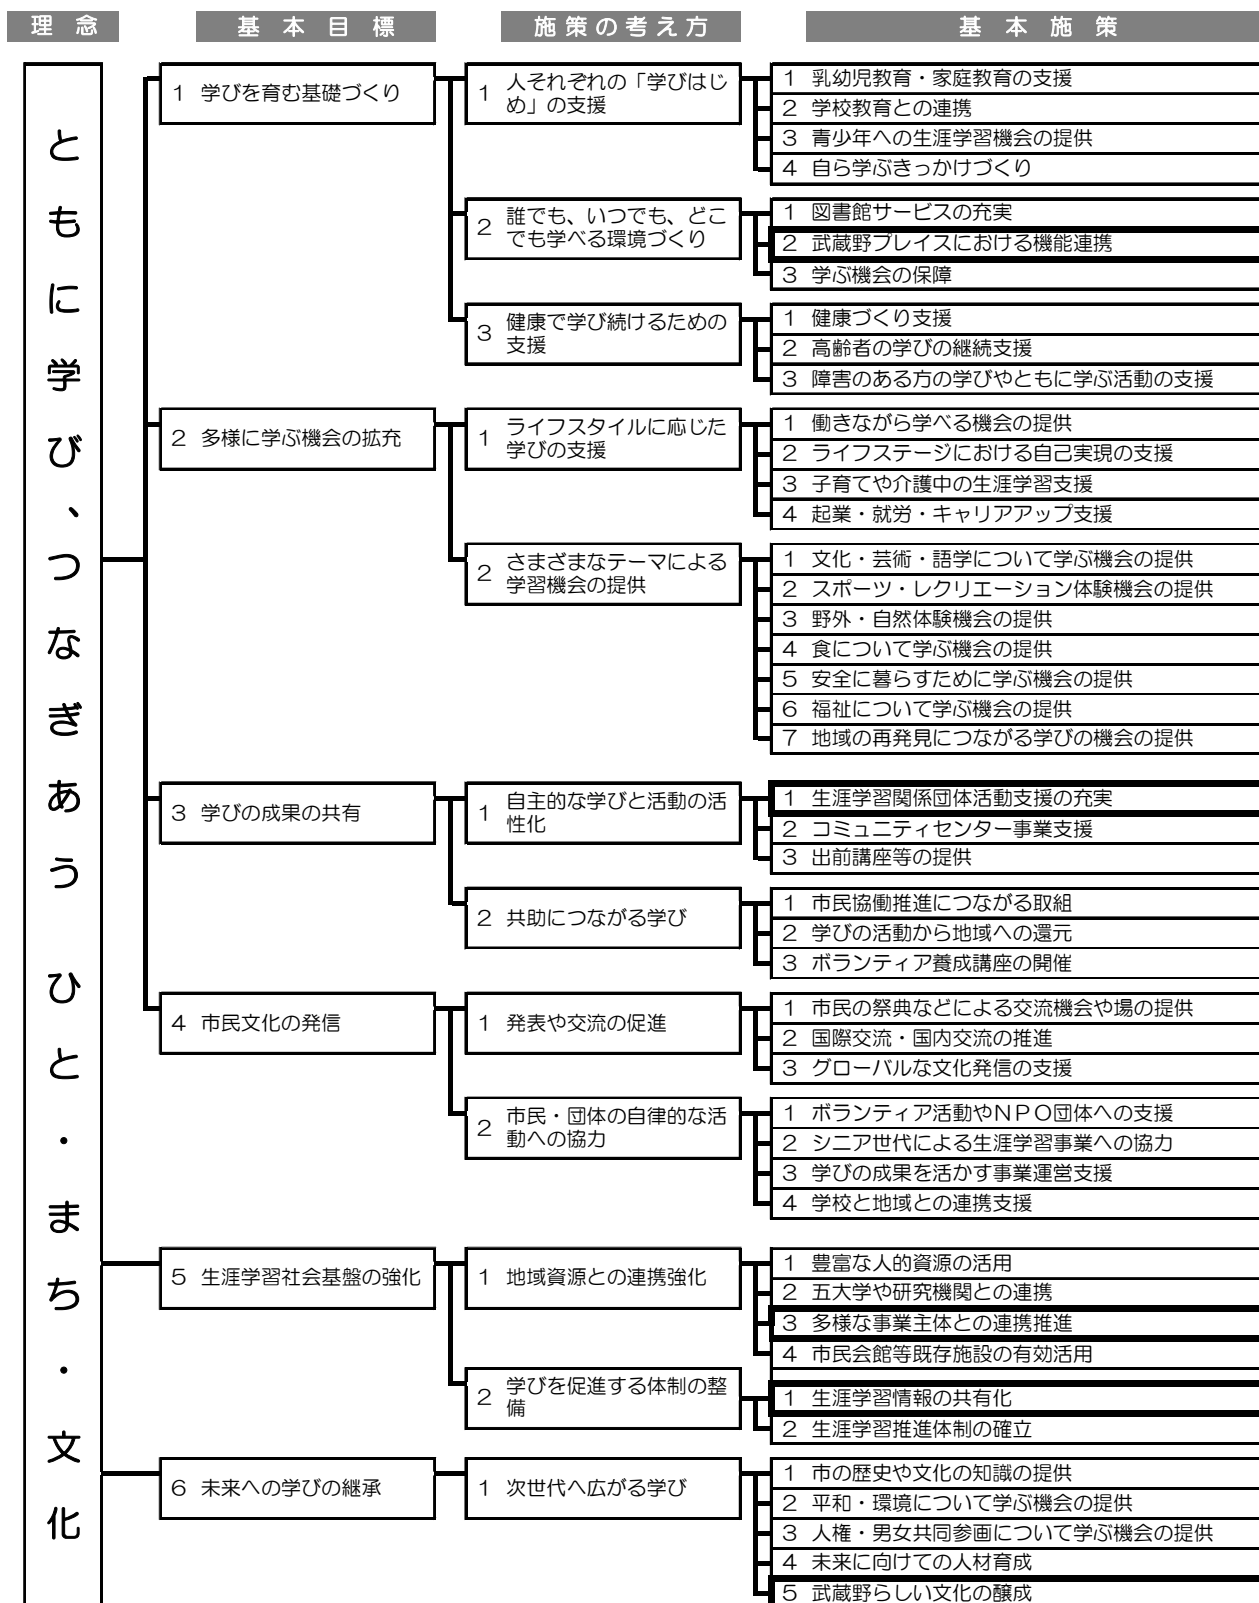 理念
基本目標
施策の考え方
基本施策
ともに学び、つなぎあう ひと・まち・文化
1 学びを育む基礎づくり
1 人それぞれの「学びはじ
め」の支援
1 乳幼児教育・家庭教育の支援
2 学校教育との連携
3 青少年への生涯学習機会の提供
4 自ら学ぶきっかけづくり
2 誰でも、いつでも、どこ
でも学べる環境づくり
1 図書館サービスの充実
2 武蔵野プレイスにおける機能連携
3 学ぶ機会の保障
3 健康で学び続けるための
支援
1 健康づくり支援
2 高齢者の学びの継続支援
3 障害のある方の学びやともに学ぶ活動の支援
2 多様に学ぶ機会の拡充
1 ライフスタイルに応じた
学びの支援
1 働きながら学べる機会の提供
2 ライフステージにおける自己実現の支援
3 子育てや介護中の生涯学習支援
4 起業・就労・キャリアアップ支援
2 さまざまなテーマによる
学習機会の提供
1 文化・芸術・語学について学ぶ機会の提供
2 スポーツ・レクリエーション体験機会の提供
3 野外・自然体験機会の提供
4 食について学ぶ機会の提供
5 安全に暮らすために学ぶ機会の提供
6 福祉について学ぶ機会の提供
7 地域の再発見につながる学びの機会の提供
3 学びの成果の共有
1 自主的な学びと活動の活
性化
1 生涯学習関係団体活動支援の充実
2 コミュニティセンター事業支援
3 出前講座等の提供
2 共助につながる学び
1 市民協働推進につながる取組
2 学びの活動から地域への還元
3 ボランティア養成講座の開催
4 市民文化の発信
1 発表や交流の促進
1 市民の祭典などによる交流機会や場の提供
2 国際交流・国内交流の推進
3 グローバルな文化発信の支援
2 市民・団体の自律的な活
動への協力
1 ボランティア活動やNPO団体への支援
2 シニア世代による生涯学習事業への協力
3 学びの成果を活かす事業運営支援
4 学校と地域との連携支援
5 生涯学習社会基盤の強化
1 地域資源との連携強化
1 豊富な人的資源の活用
2 五大学や研究機関との連携
3 多様な事業主体との連携推進
4 市民会館等既存施設の有効活用
2 学びを促進する体制の整
備
1 生涯学習情報の共有化
2 生涯学習推進体制の確立
6 未来への学びの継承
1 次世代へ広がる学び
1 市の歴史や文化の知識の提供
2 平和・環境について学ぶ機会の提供
3 人権・男女共同参画について学ぶ機会の提供
4 未来に向けての人材育成
5 武蔵野らしい文化の醸成